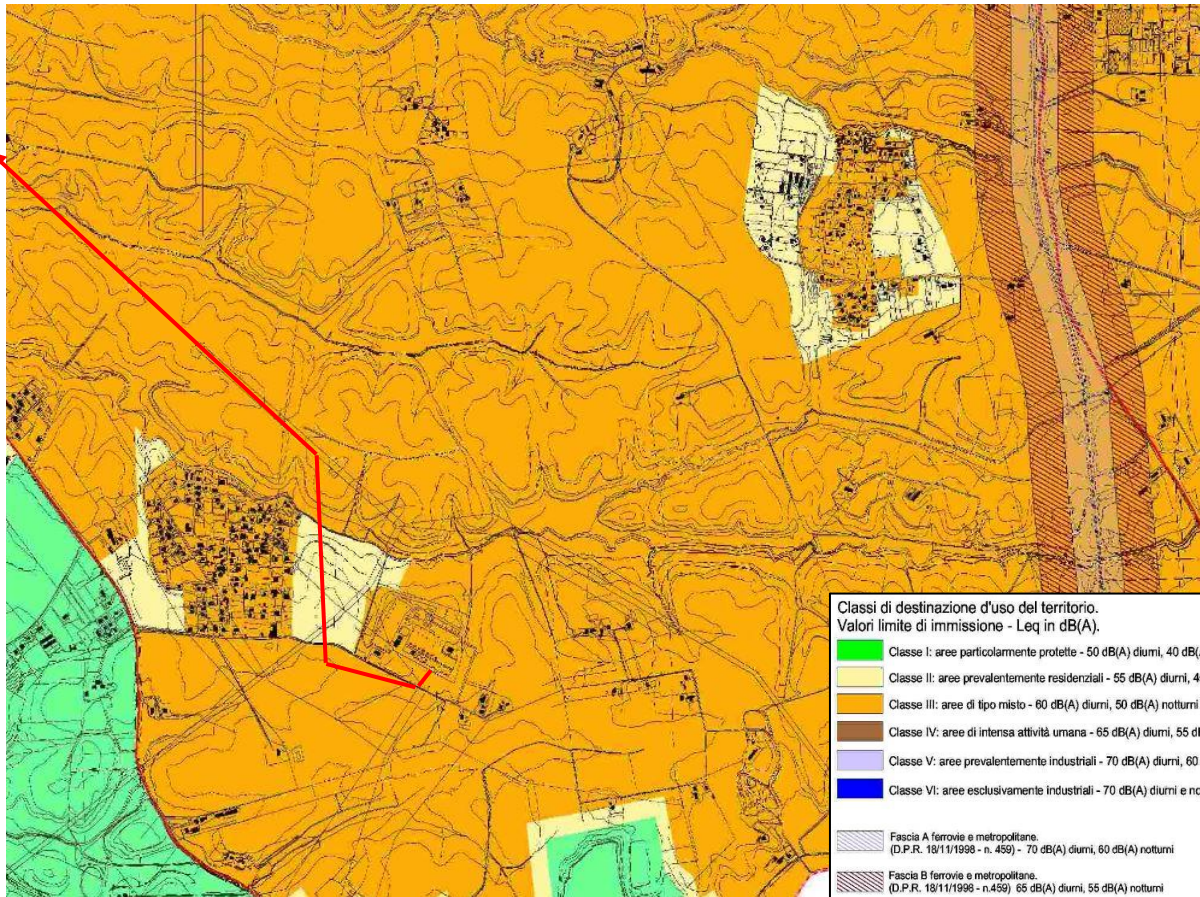 Classi di destinazione d'uso del territorio.
Valori limite di immissione - Leq in dB(A).
Classe I: aree particolarmente protette - 50 dB(A) diurni, 40 dB(
Classe II: aree prevalentemente residenziali - 55 dB(A) diurni, 4
Classe III: aree di tipo misto - 60 dB(A) diurni, 50 dB(A) notturni
Classe IV: aree di intensa attività umana - 65 dB(A) diurni, 55 dB
Classe V: aree prevalentemente industriali - 70 dB(A) diurni, 60
Classe VI: aree esclusivamente industriali - 70 dB(A) diurni e no
Fascia A ferrovie e metropolitane.
(D.P.R. 18/11/1998 - n. 459) - 70 dB(A) diurni, 60 dB(A) notturni
Fascia B ferrovie e metropolitane.
(D.P.R. 18/11/1998 - n.459) 65 dB(A) diurni, 55 dB(A) notturni